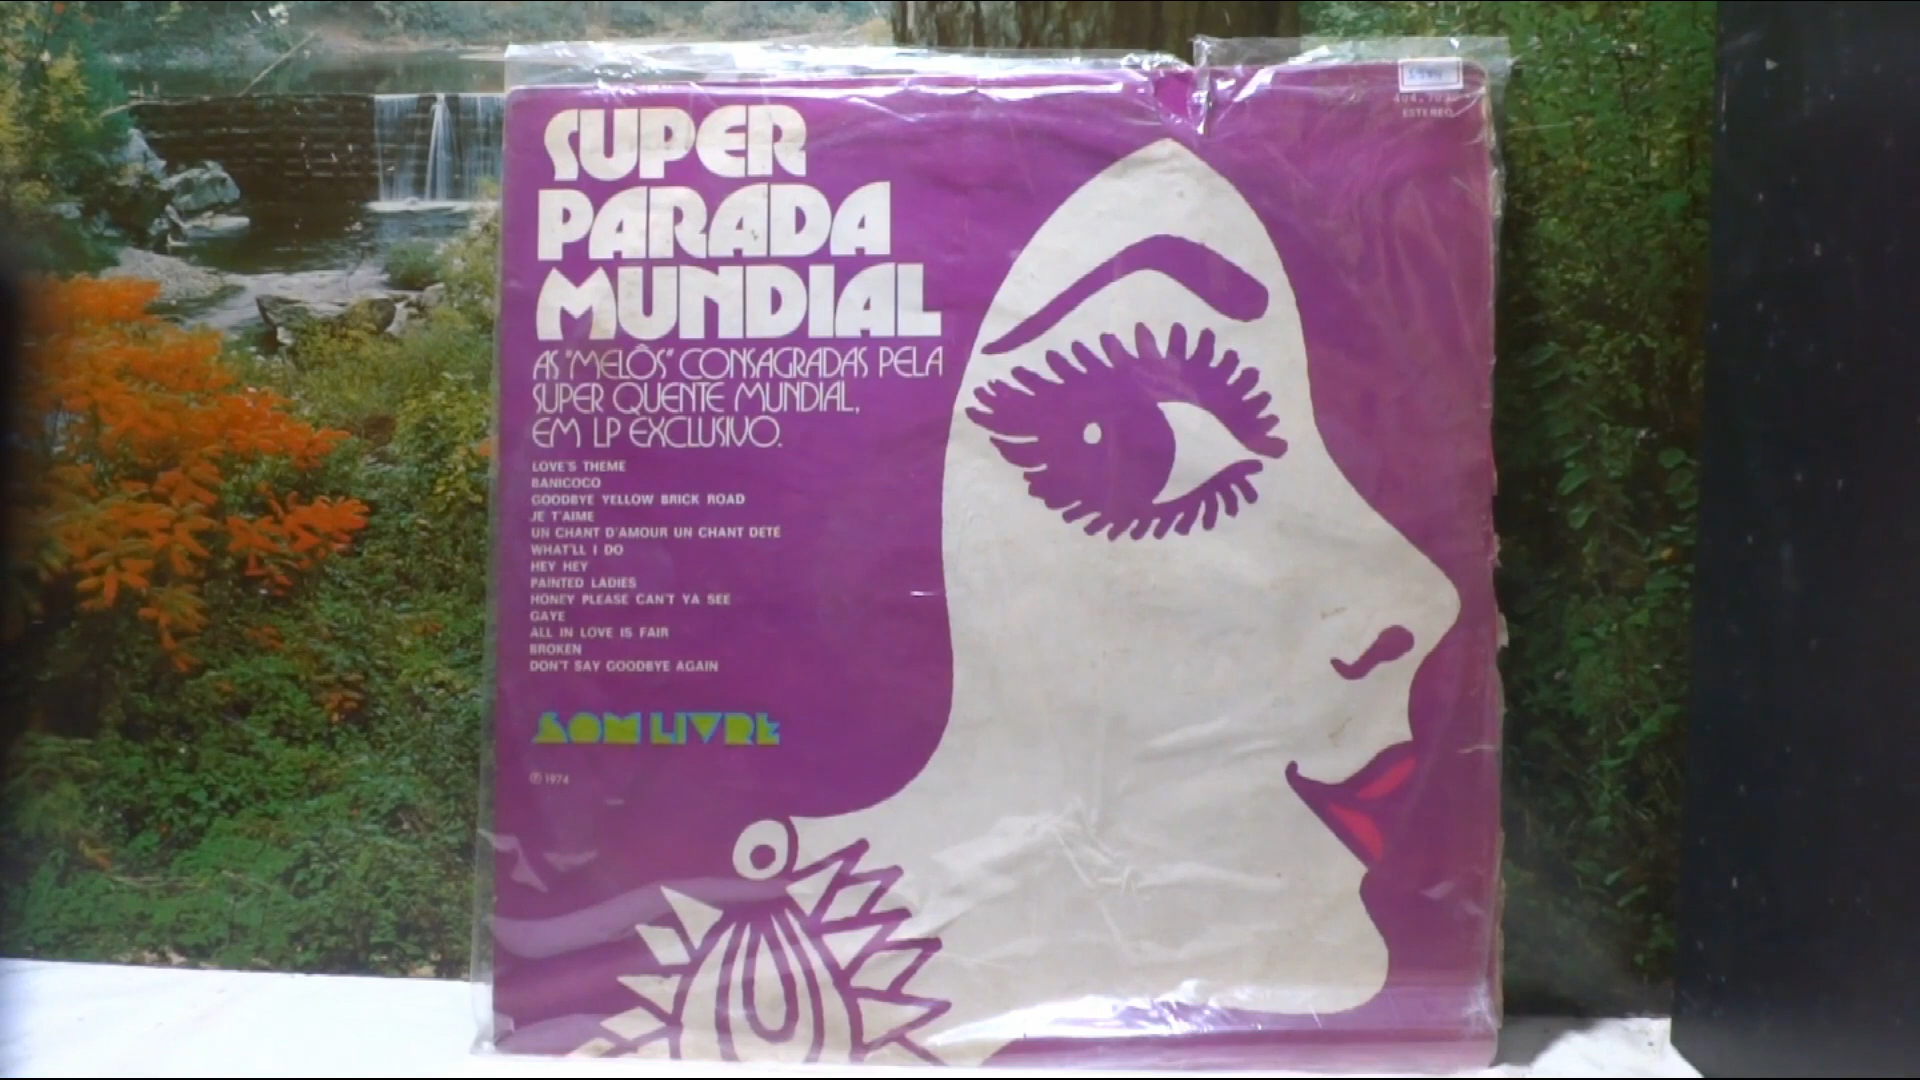 SUPER
PARADA
MUNDIAL
AS "MELÔS" CONSAGRADAS PELA
SUPER QUENTE MUNDIAL,
EM LP EXCLUSIVO.
LOVE'S THEME
BANICOCO
GOODBYE YELLOW BRICK ROAD
JE T'AIME
UN CHANT D'AMOUR UN CHANT DETÉ
WHAT'LL I DO
HEY HEY
PAINTED LADIES
HONEY PLEASE CAN'T YA SEE
GAYE
ALL IN LOVE IS FAIR
BROKEN
DON'T SAY GOODBYE AGAIN
SOM LIVRE
℗ 1974
ESTEREO